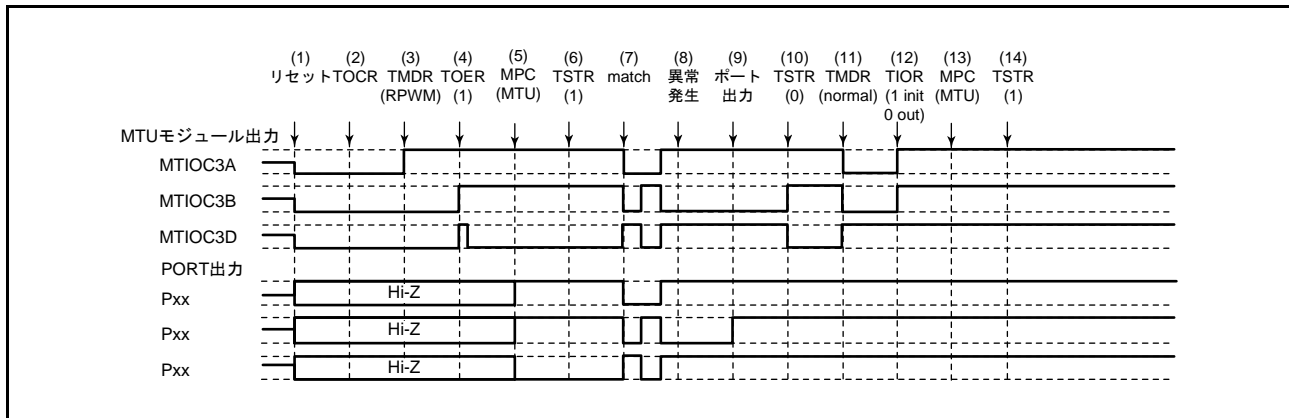 (1) (2) (3) (4) (5) (6) (7) (8) (9) (10) (11) (12) (13) (14)
リセット TOCR TMDR TOER MPC TSTR match 異常 ポート TSTR TMDR TIOR MPC TSTR
(RPWM) (1) (MTU) (1) 発生 出力 (0) (normal) (1 init (MTU) (1)
0 out)
MTUモジュール出力
MTIOC3A
MTIOC3B
MTIOC3D
PORT出力
Pxx Hi-Z
Pxx Hi-Z
Pxx Hi-Z